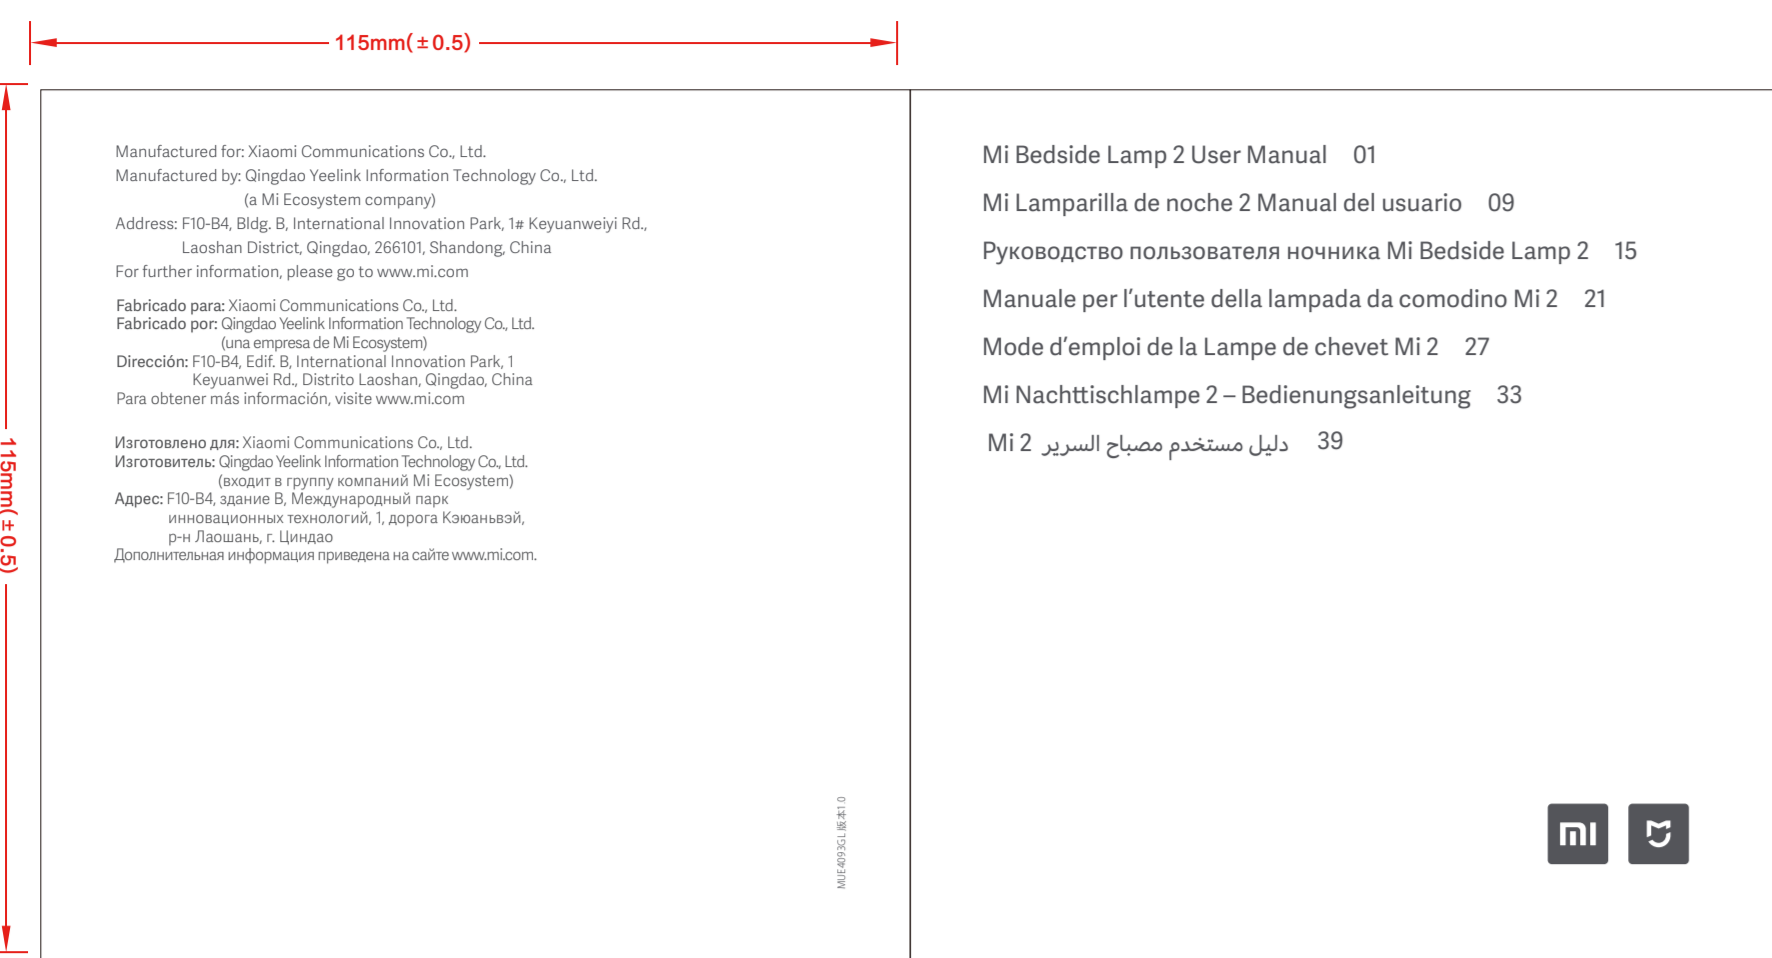 115mm(±0.5)
115mm(±0.5)
Manufactured for: Xiaomi Communications Co., Ltd.
Manufactured by: Qingdao Yeelink Information Technology Co., Ltd.
(a Mi Ecosystem company)
Address: F10-B4, Bldg. B, International Innovation Park, 1# Keyuanweiyi Rd.,
Laoshan District, Qingdao, 266101, Shandong, China
For further information, please go to www.mi.com
Fabricado para: Xiaomi Communications Co., Ltd.
Fabricado por: Qingdao Yeelink Information Technology Co., Ltd.
(una empresa de Mi Ecosystem)
Dirección: F10-B4, Edif. B, International Innovation Park, 1
Keyuanwei Rd., Distrito Laoshan, Qingdao, China
Para obtener más información, visite www.mi.com
Изготовлено для: Xiaomi Communications Co., Ltd.
Изготовитель: Qingdao Yeelink Information Technology Co., Ltd.
(входит в группу компаний Mi Ecosystem)
Адрес: F10-B4, здание B, Международный парк
инновационных технологий, 1, дорога Кэюаньвэй,
р-н Лаошань, г. Циндао
Дополнительная информация приведена на сайте www.mi.com.
MUE4093GL 版本1.0
Mi Bedside Lamp 2 User Manual 01
Mi Lamparilla de noche 2 Manual del usuario 09
Руководство пользователя ночника Mi Bedside Lamp 2 15
Manuale per l’utente della lampada da comodino Mi 2 21
Mode d’emploi de la Lampe de chevet Mi 2 27
Mi Nachttischlampe 2 – Bedienungsanleitung 33
دليل مستخدم مصباح السرير Mi 2 39
mi